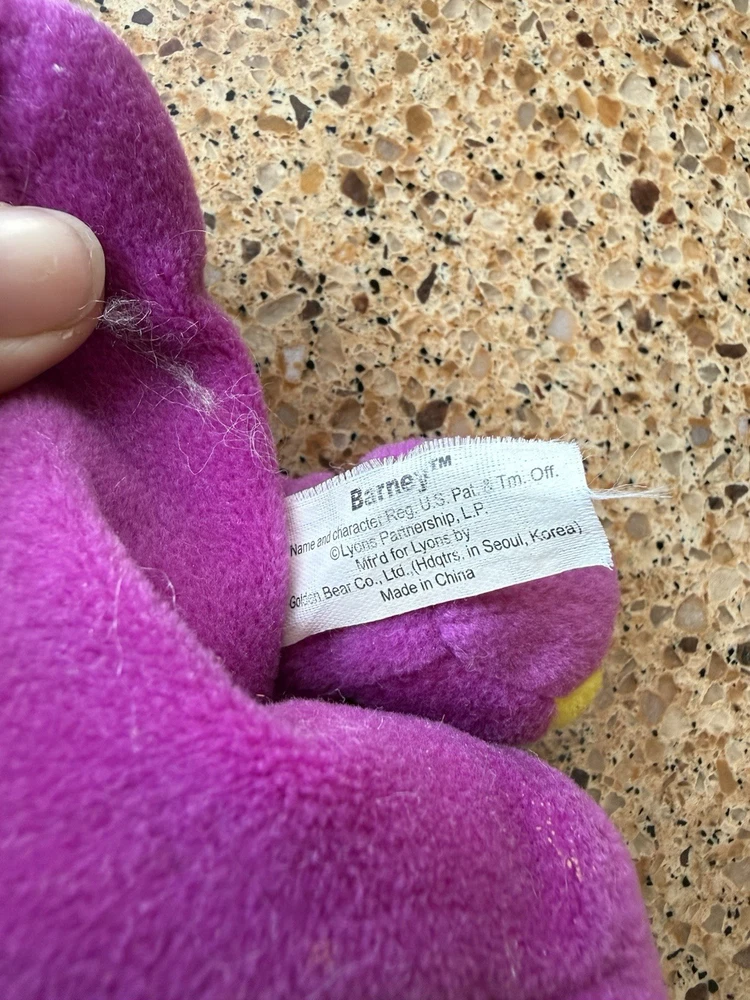 Barney™
Name and character Reg. U.S. Pat. & Tm. Off.
©Lyons Partnership, L.P.
Mfr'd for Lyons by
Golden Bear Co., Ltd.,(Hdqtrs. in Seoul, Korea)
Made in China